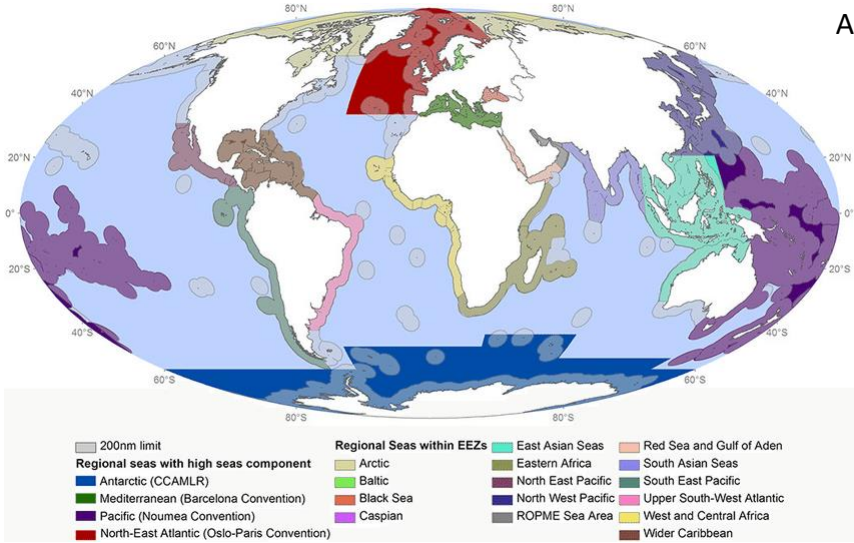 A
80°N 80°N
60°N 60°N
40°N 40°N
20°N 20°N
0° 0°
20°S 20°S
40°S 40°S
60°S 60°S
80°S 80°S
200nm limit
Regional seas with high seas component
Antarctic (CCAMLR)
Mediterranean (Barcelona Convention)
Pacific (Noumea Convention)
North-East Atlantic (Oslo-Paris Convention)
Regional Seas within EEZs
Arctic
Baltic
Black Sea
Caspian
East Asian Seas
Eastern Africa
North East Pacific
North West Pacific
ROPME Sea Area
Red Sea and Gulf of Aden
South Asian Seas
South East Pacific
Upper South-West Atlantic
West and Central Africa
Wider Caribbean